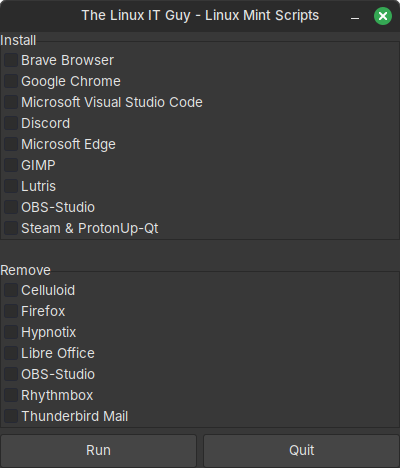 The Linux IT Guy - Linux Mint Scripts
Install
Brave Browser
Google Chrome
Microsoft Visual Studio Code
Discord
Microsoft Edge
GIMP
Lutris
OBS-Studio
Steam & ProtonUp-Qt
Remove
Celluloid
Firefox
Hypnotix
Libre Office
OBS-Studio
Rhythmbox
Thunderbird Mail
Run Quit